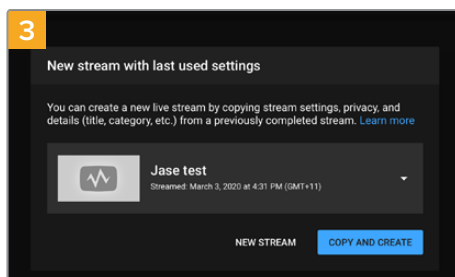 3
New stream with last used settings
You can create a new live stream by copying stream settings, privacy, and
details (title, category, etc.) from a previously completed stream. Learn more
Jase test
Streamed: March 3, 2020 at 4:31 PM (GMT+11)
NEW STREAM COPY AND CREATE